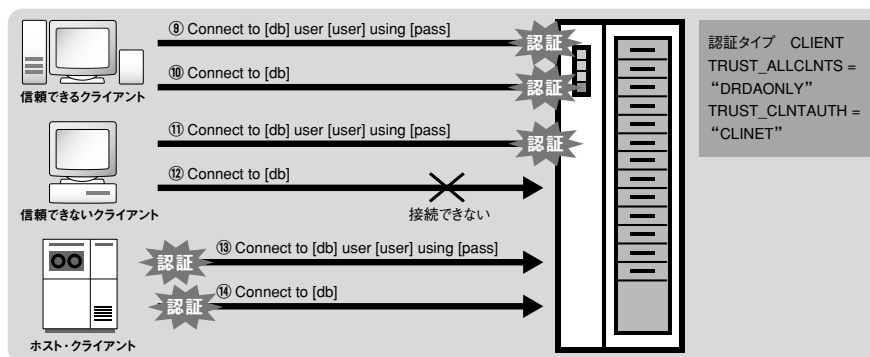 ⑨ Connect to [db] user [user] using [pass]
認証
⑩ Connect to [db]
認証
信頼できるクライアント
⑪ Connect to [db] user [user] using [pass]
認証
⑫ Connect to [db]
接続できない
信頼できないクライアント
⑬ Connect to [db] user [user] using [pass]
認証
⑭ Connect to [db]
認証
ホスト・クライアント
認証タイプ CLIENT
TRUST_ALLCLNTS =
“DRDAONLY”
TRUST_CLNTAUTH =
“CLINET”